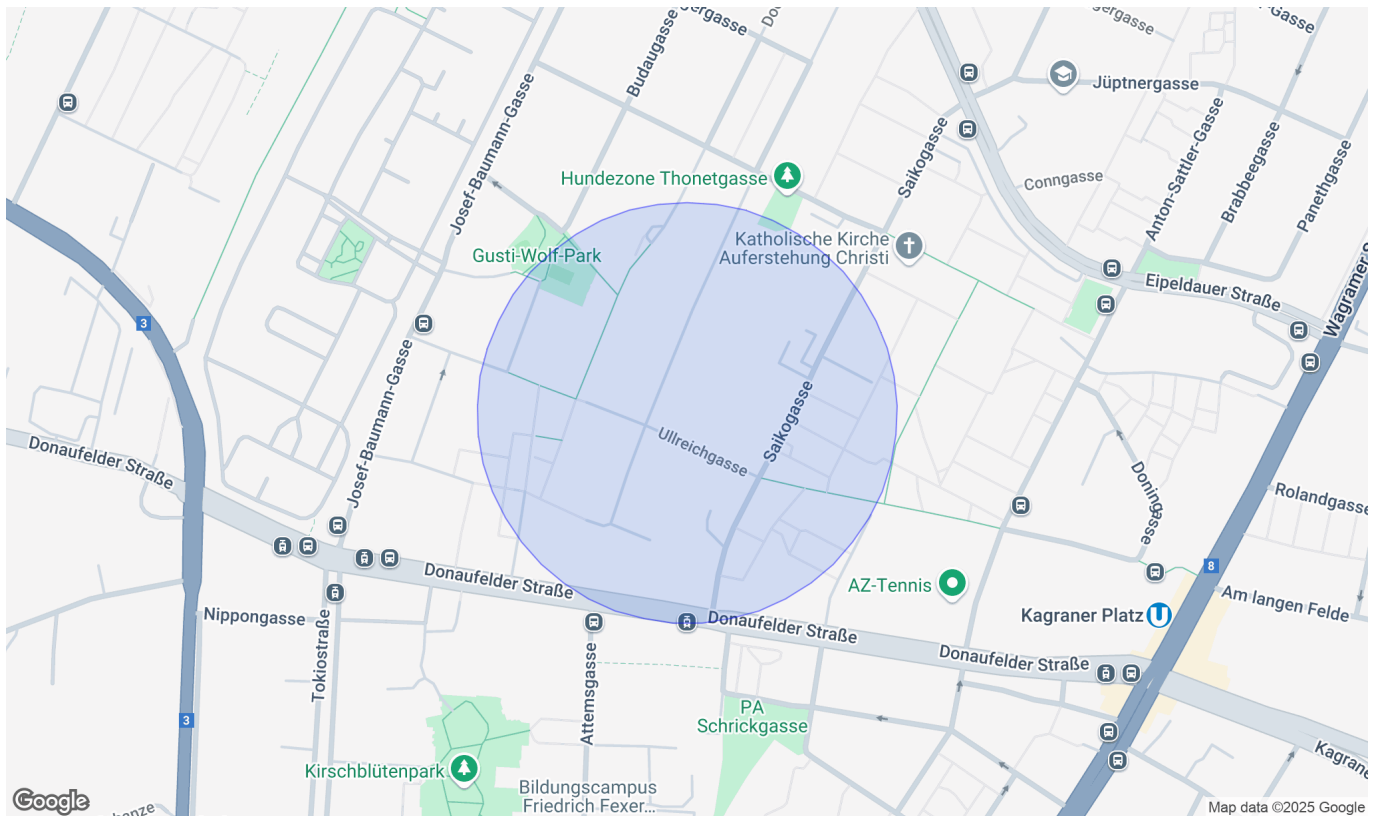 gergasse
Budaugasse
Josef-Baumann-Gasse
Hundezone Thonetgasse
Saikogasse
Jüptnergasse
Conngasse
Anton-Sattler-Gasse
Brabbeegasse
Panethgasse
Gusti-Wolf-Park
Katholische Kirche
Auferstehung Christi
Eipeldauer Straße
Wagramer S
3
Josef-Baumann-Gasse
Ullreichgasse
Saikogasse
Donaufelder Straße
Doningasse
Rolandgasse
8
Donaufelder Straße
AZ-Tennis
Kagraner Platz
U
Am langen Felde
Nippongasse
Tokiostraße
Attemsgasse
Donaufelder Straße
Donaufelder Straße
PA
Schrickgasse
3
Kirschblütenpark
Bildungscampus
Friedrich Fexer...
Kagrane
Google
Map data ©2025 Google